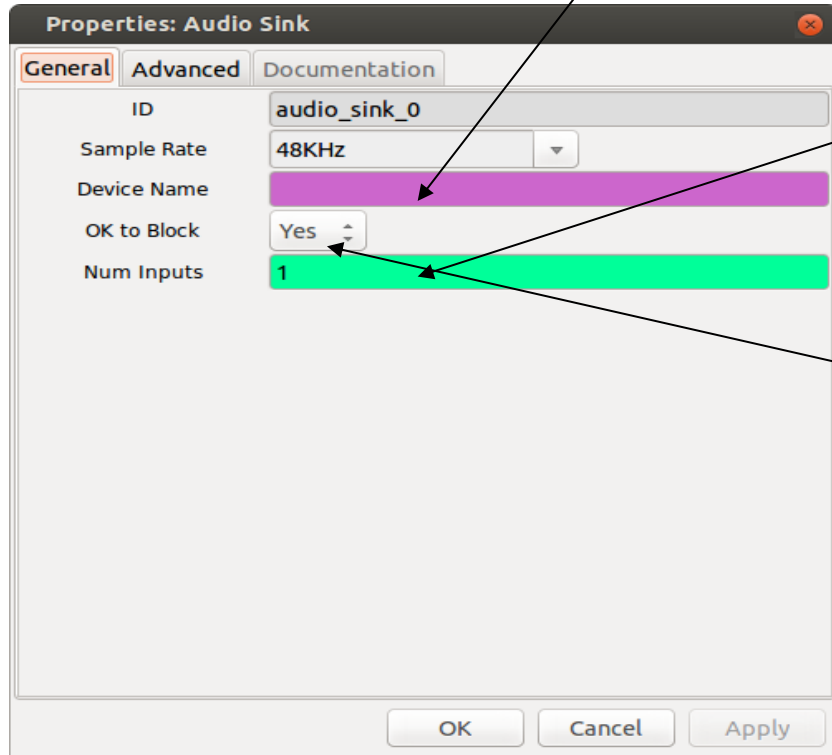 Properties: Audio Sink
General Advanced Documentation
ID audio_sink_0
Sample Rate 48KHz
Device Name
OK to Block Yes
Num Inputs 1
OK Cancel Apply